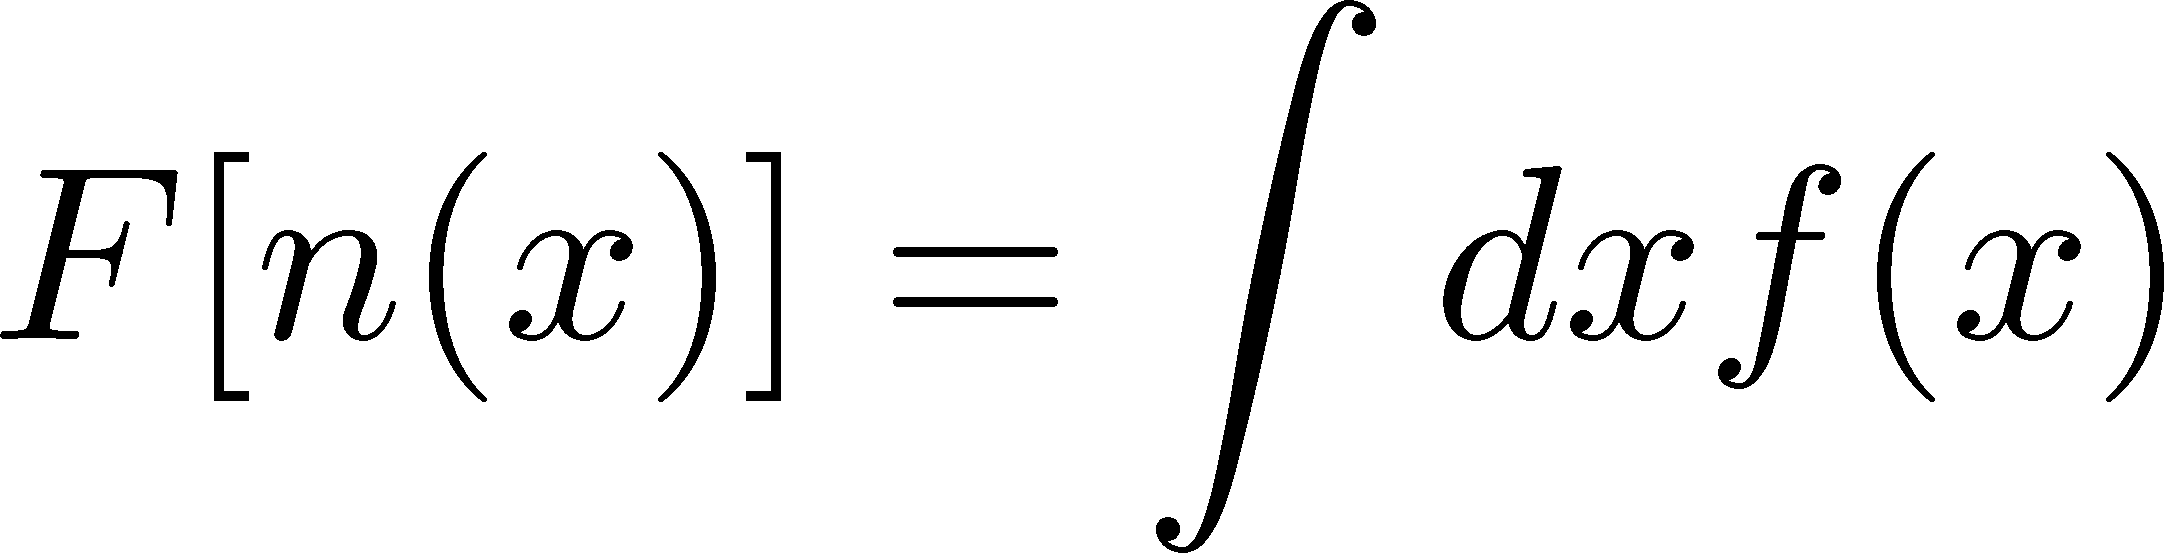 F[n(x)] = ∫ dx f(x)